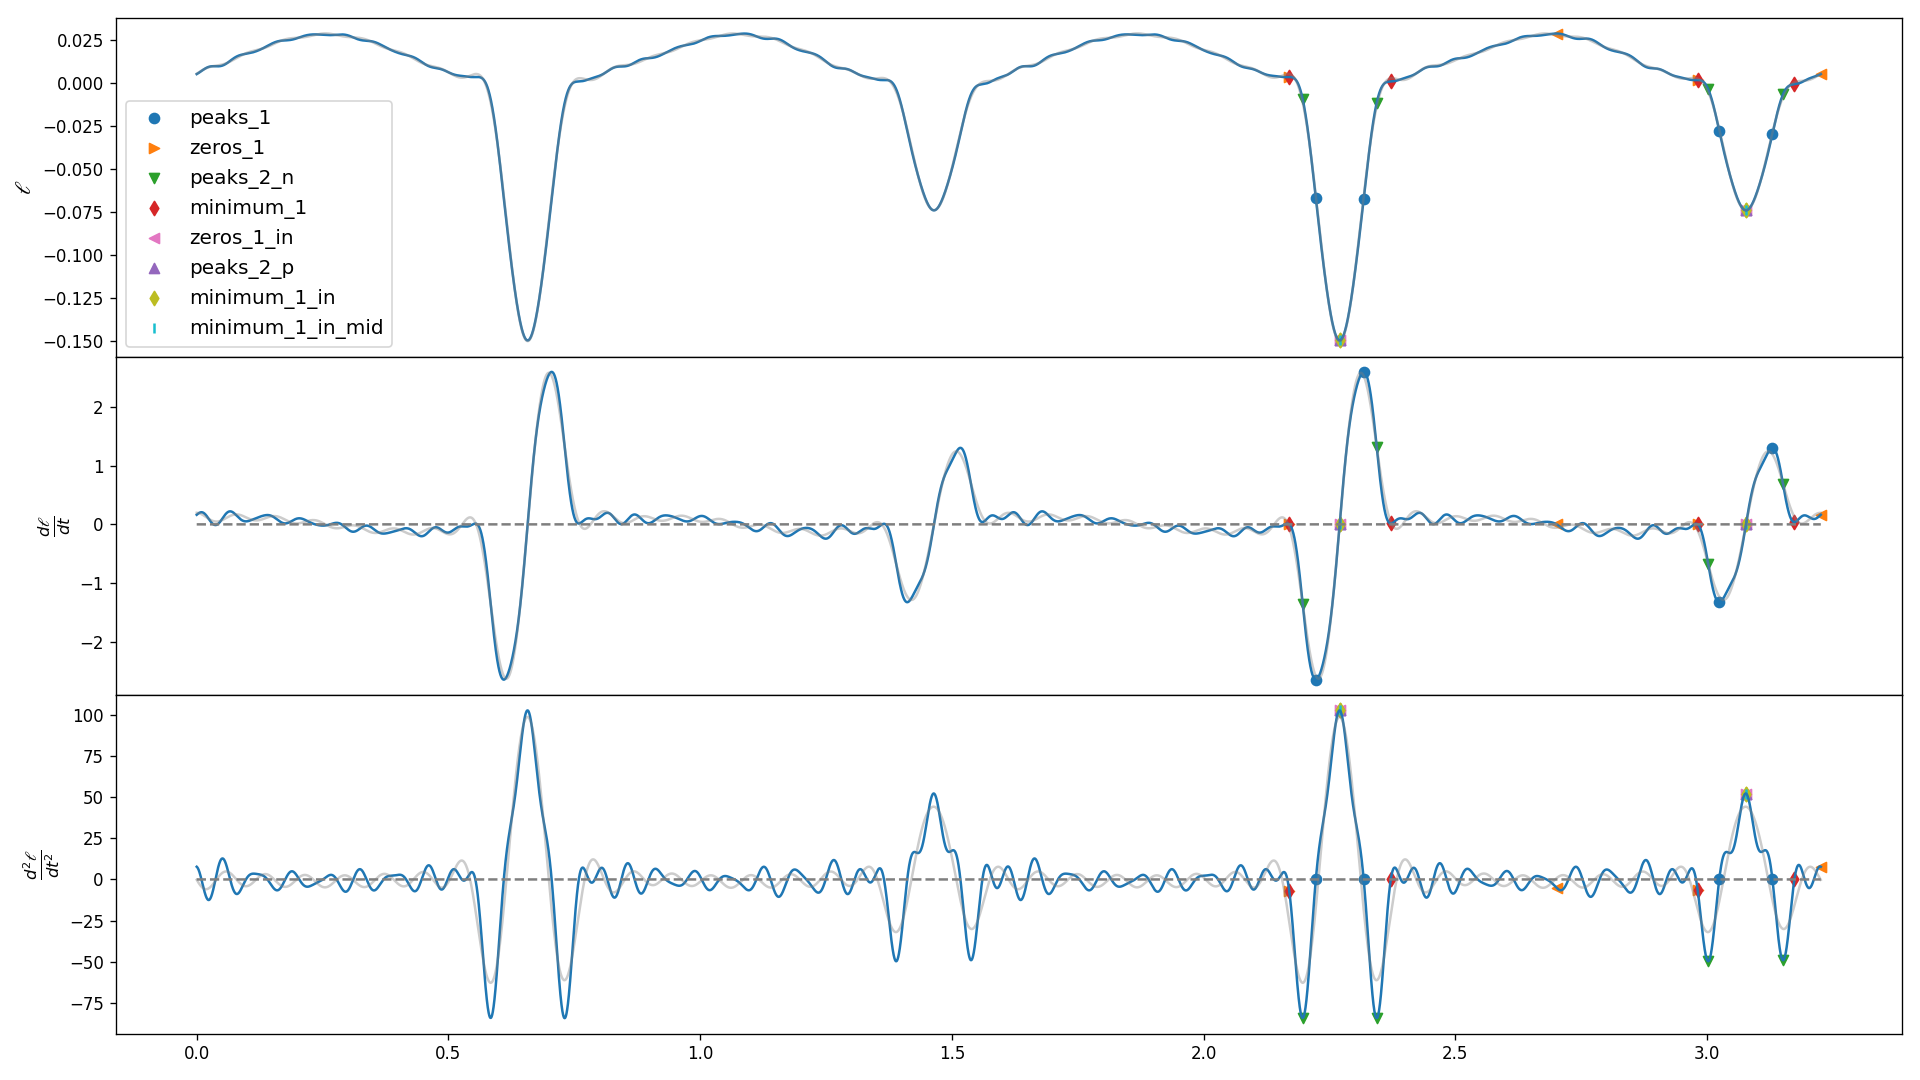 0.025
0.000
−0.025
−0.050
−0.075
−0.100
−0.125
−0.150
ℓ
peaks_1
zeros_1
peaks_2_n
minimum_1
zeros_1_in
peaks_2_p
minimum_1_in
minimum_1_in_mid
2
1
0
−1
−2
dℓ
dt
100
75
50
25
0
−25
−50
−75
d²ℓ
dt²
0.0 0.5 1.0 1.5 2.0 2.5 3.0